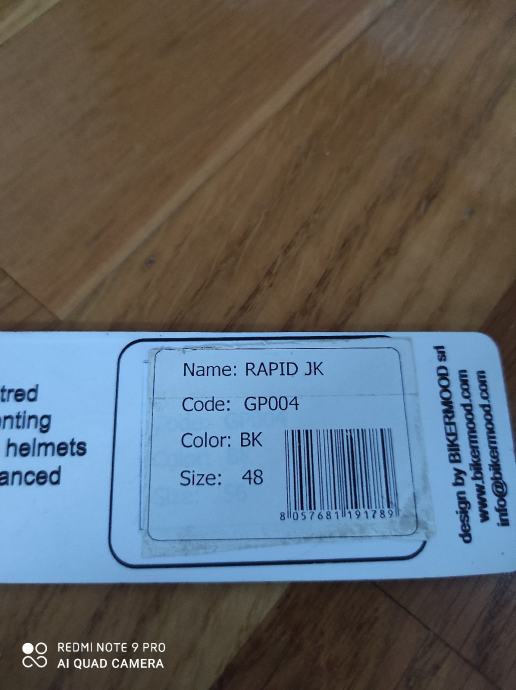 tred
nting
helmets
anced
Name: RAPID JK
Code: GP004
Color: BK
Size: 48
8 057681 191789
design by BIKERMOOD srl
www.bikermood.com
info@bikermood.com
REDMI NOTE 9 PRO
AI QUAD CAMERA